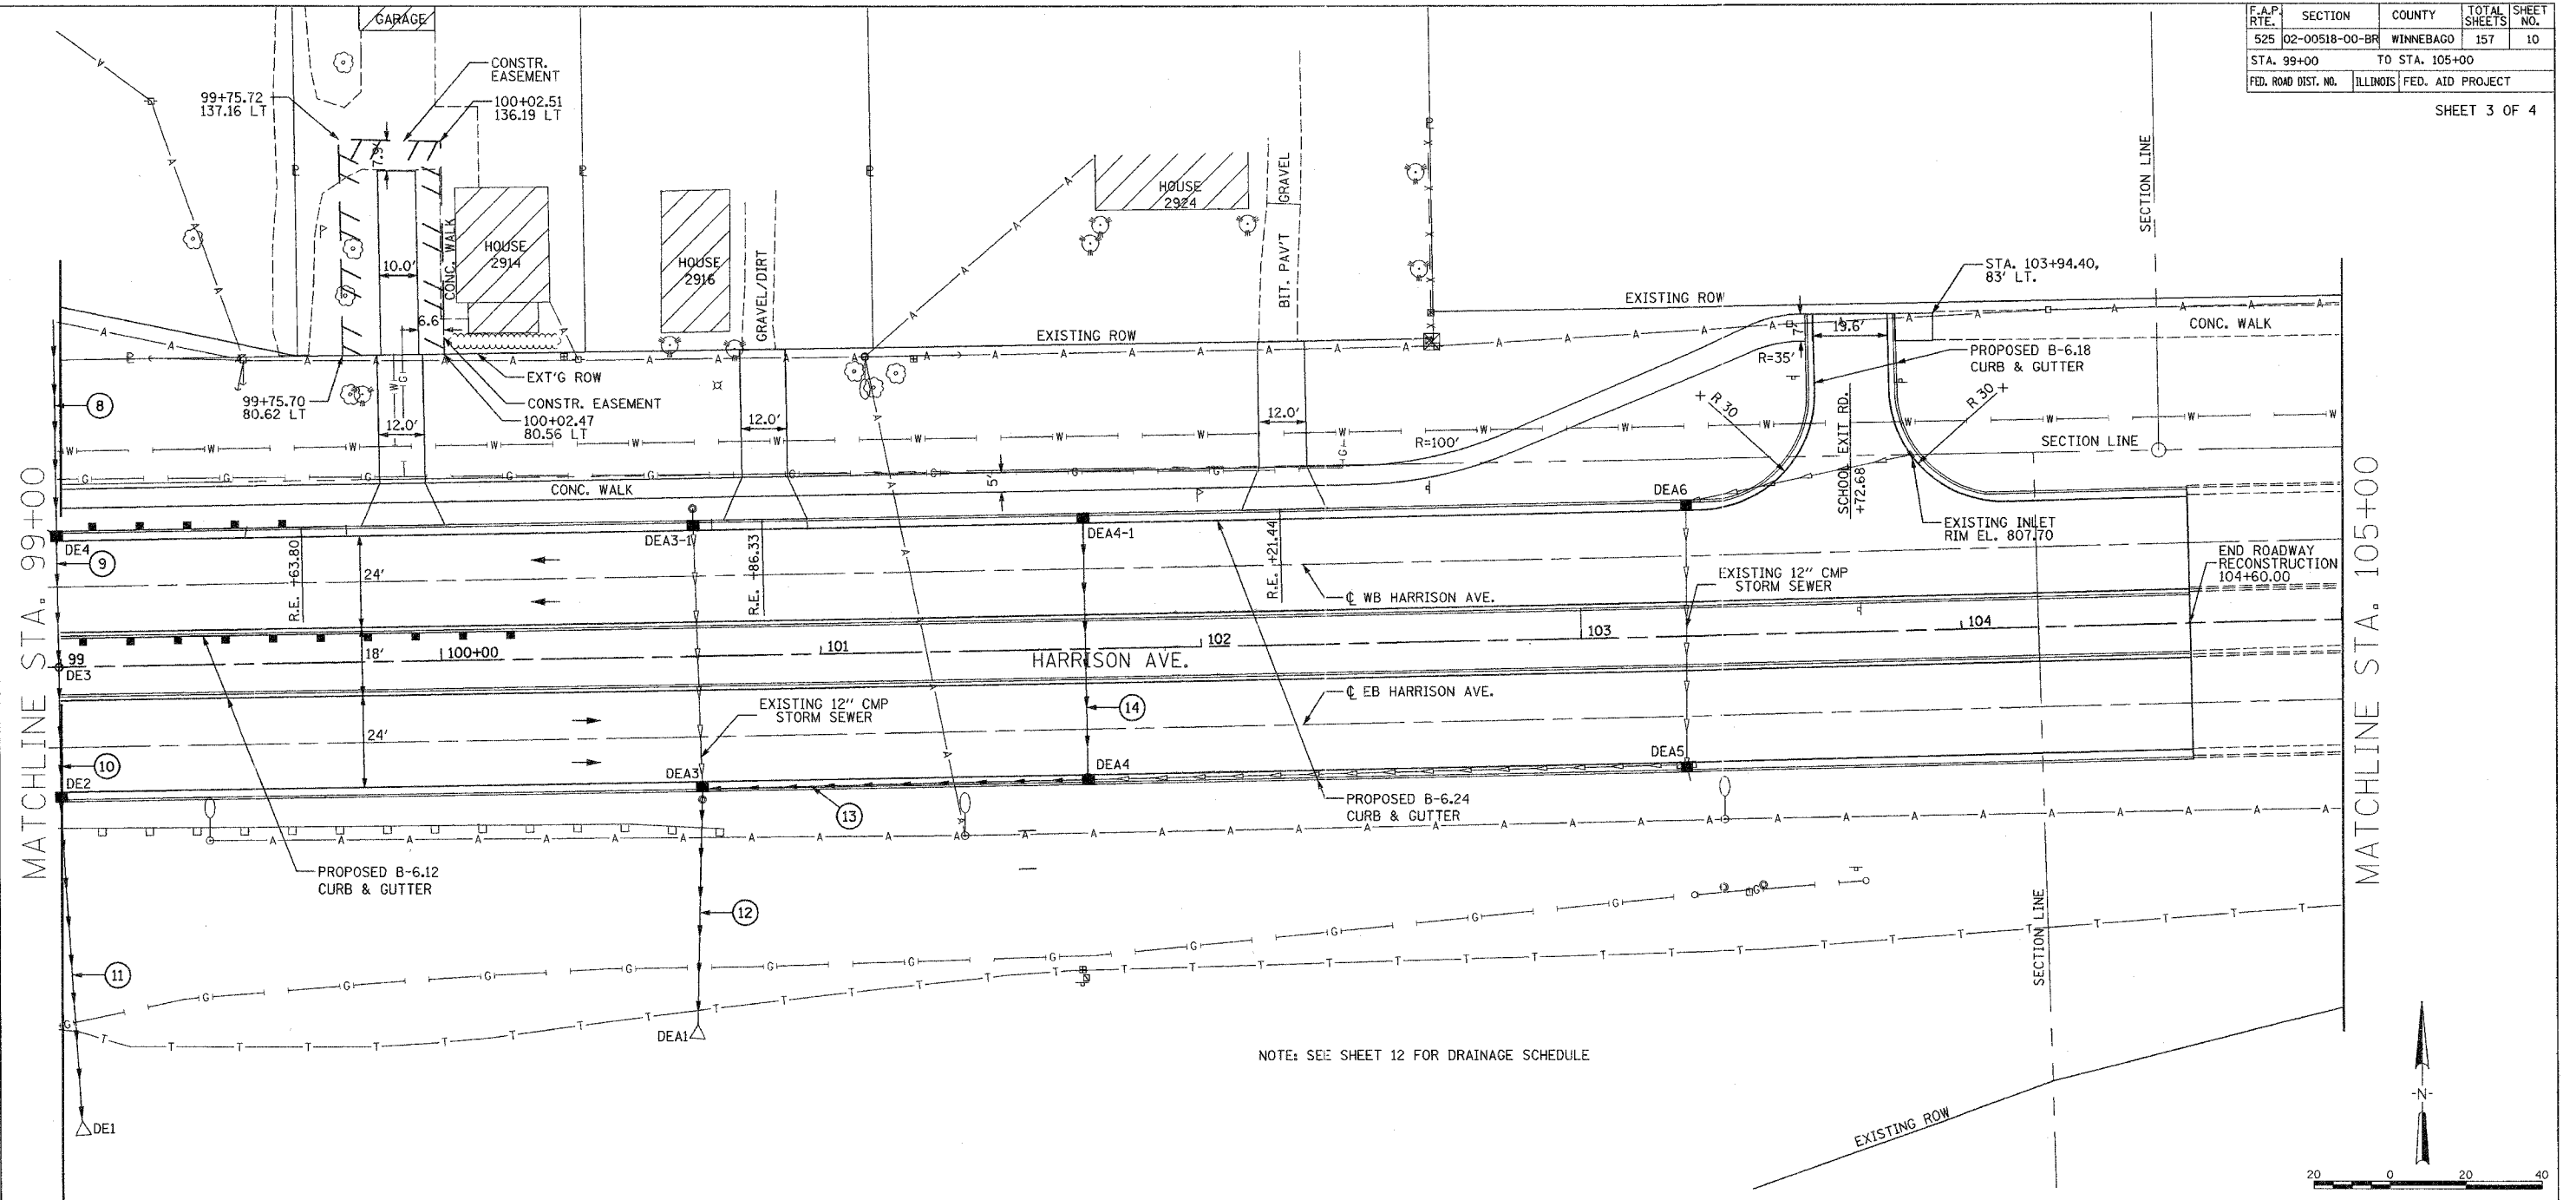 F.A.P. RTE. SECTION COUNTY TOTAL SHEETS SHEET NO.
525 02-00518-00-BR WINNEBAGO 157 10
STA. 99+00 TO STA. 105+00
FED. ROAD DIST. NO. ILLINOIS FED. AID PROJECT
SHEET 3 OF 4
GARAGE
CONSTR.
EASEMENT
99+75.72
137.16 LT
100+02.51
136.19 LT
7.9'
SECTION LINE
HOUSE
2924
GRAVEL
BIT. PAV'T
CONC. WALK
HOUSE
2914
HOUSE
2916
GRAVEL/DIRT
10.0'
6.6'
STA. 103+94.40,
83' LT.
EXISTING ROW
EXISTING ROW
CONC. WALK
7'
19.6'
R=35'
PROPOSED B-6.18
CURB & GUTTER
EXT'G ROW
CONSTR. EASEMENT
99+75.70
80.62 LT
100+02.47
80.56 LT
8
12.0'
12.0'
12.0'
R=100'
R 30
R 30
SCHOOL EXIT RD.
+72.68
SECTION LINE
CONC. WALK
5'
DEA6
MATCHLINE STA. 99+00
MATCHLINE STA. 105+00
DE4
9
R.E. +63.80
DEA3-1
R.E. +86.33
DEA4-1
R.E. +21.44
EXISTING INLET
RIM EL. 807.70
END ROADWAY
RECONSTRUCTION
104+60.00
24'
EXISTING 12" CMP
STORM SEWER
℄ WB HARRISON AVE.
99
DE3
18'
100+00
101
102
103
104
HARRISON AVE.
℄ EB HARRISON AVE.
EXISTING 12" CMP
STORM SEWER
14
24'
10
DE2
DEA3
DEA4
DEA5
13
PROPOSED B-6.24
CURB & GUTTER
PROPOSED B-6.12
CURB & GUTTER
12
11
SECTION LINE
DEA1
NOTE: SEE SHEET 12 FOR DRAINAGE SCHEDULE
DE1
EXISTING ROW
-N-
20 0 20 40